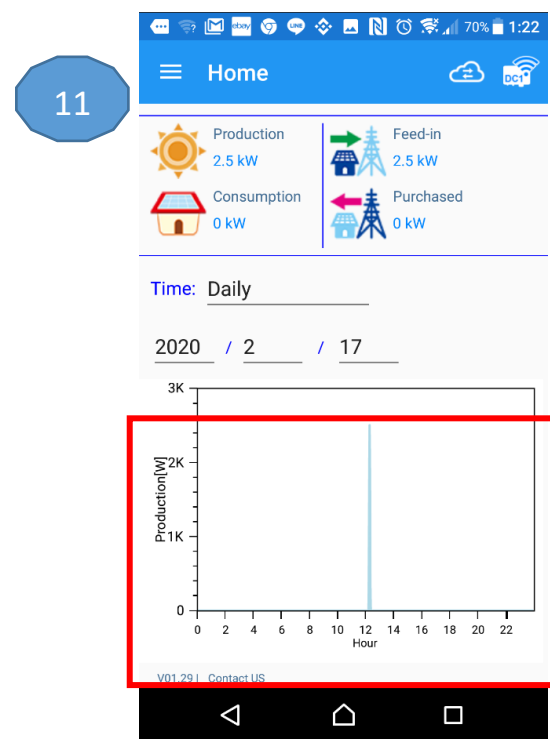 11
ebay LINE N 70% 1:22
Home
DC1
Production
2.5 kW
Feed-in
2.5 kW
Consumption
0 kW
Purchased
0 kW
Time: Daily
2020 / 2 / 17
3K
2K
1K
0
Production[W]
0 2 4 6 8 10 12 14 16 18 20 22
Hour
V01.29 | Contact US